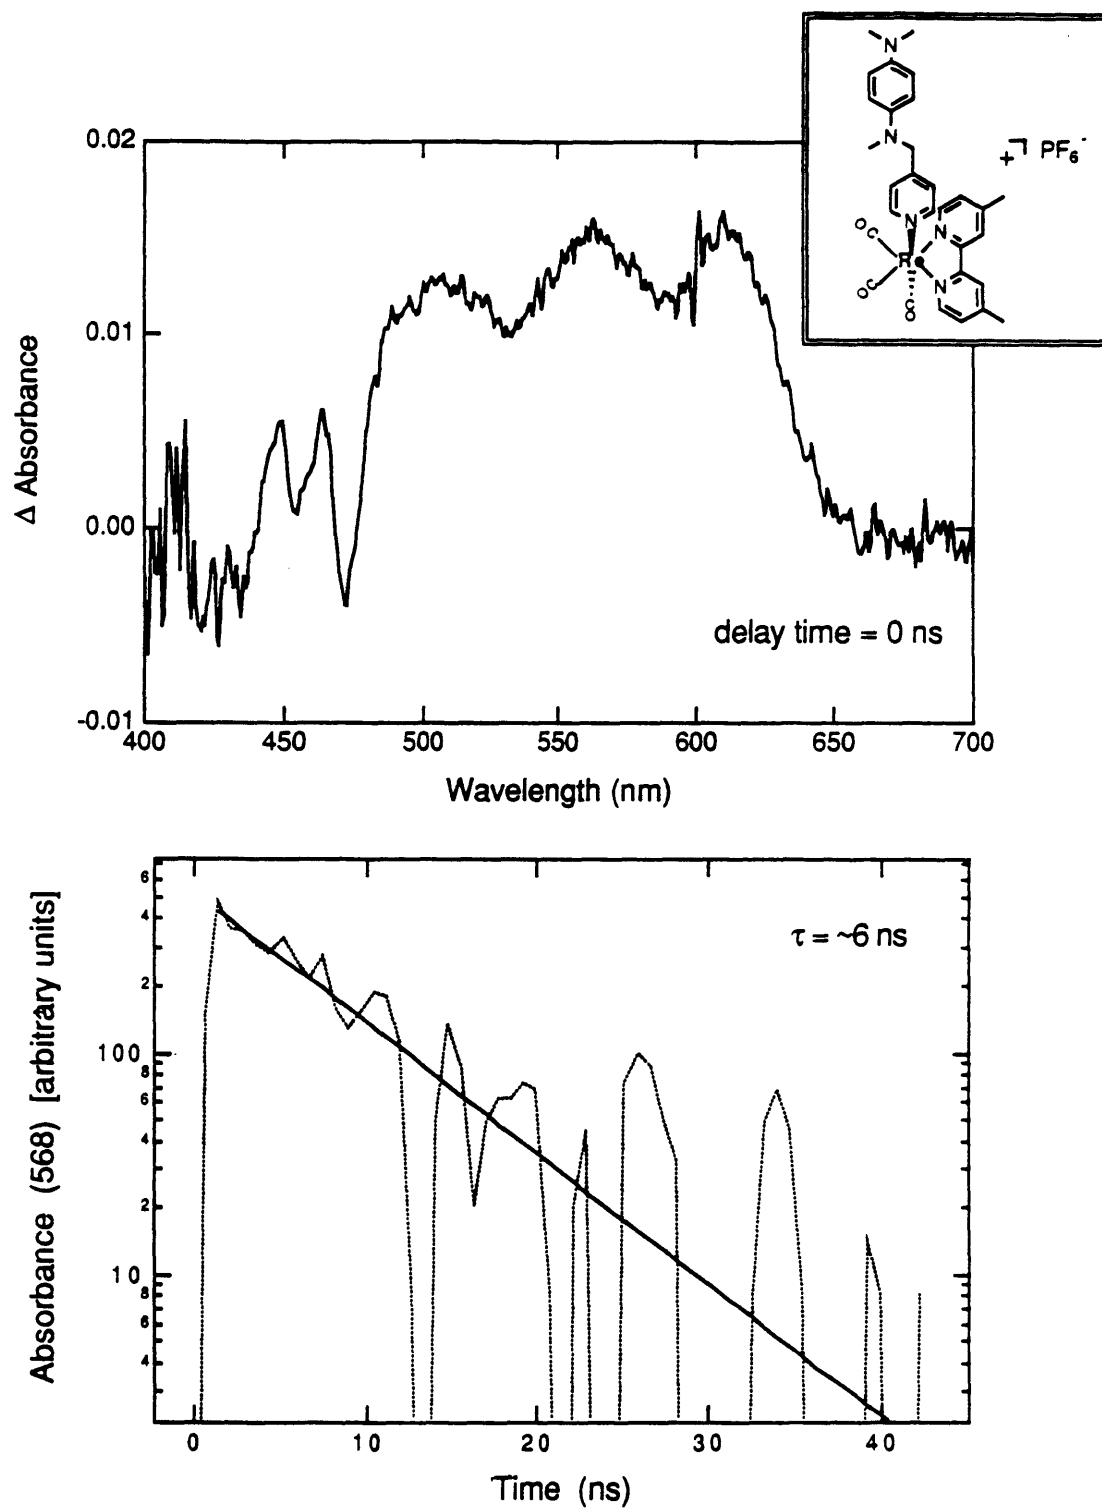 N
N
+⌉ PF6-
N
N
OC
Re
N
OC
CO
0.02
0.01
0.00
-0.01
Δ Absorbance
delay time = 0 ns
400 450 500 550 600 650 700
Wavelength (nm)
6
4
2
100
8
6
4
2
10
8
6
4
Absorbance (568) [arbitrary units]
τ = ~6 ns
0 10 20 30 40
Time (ns)